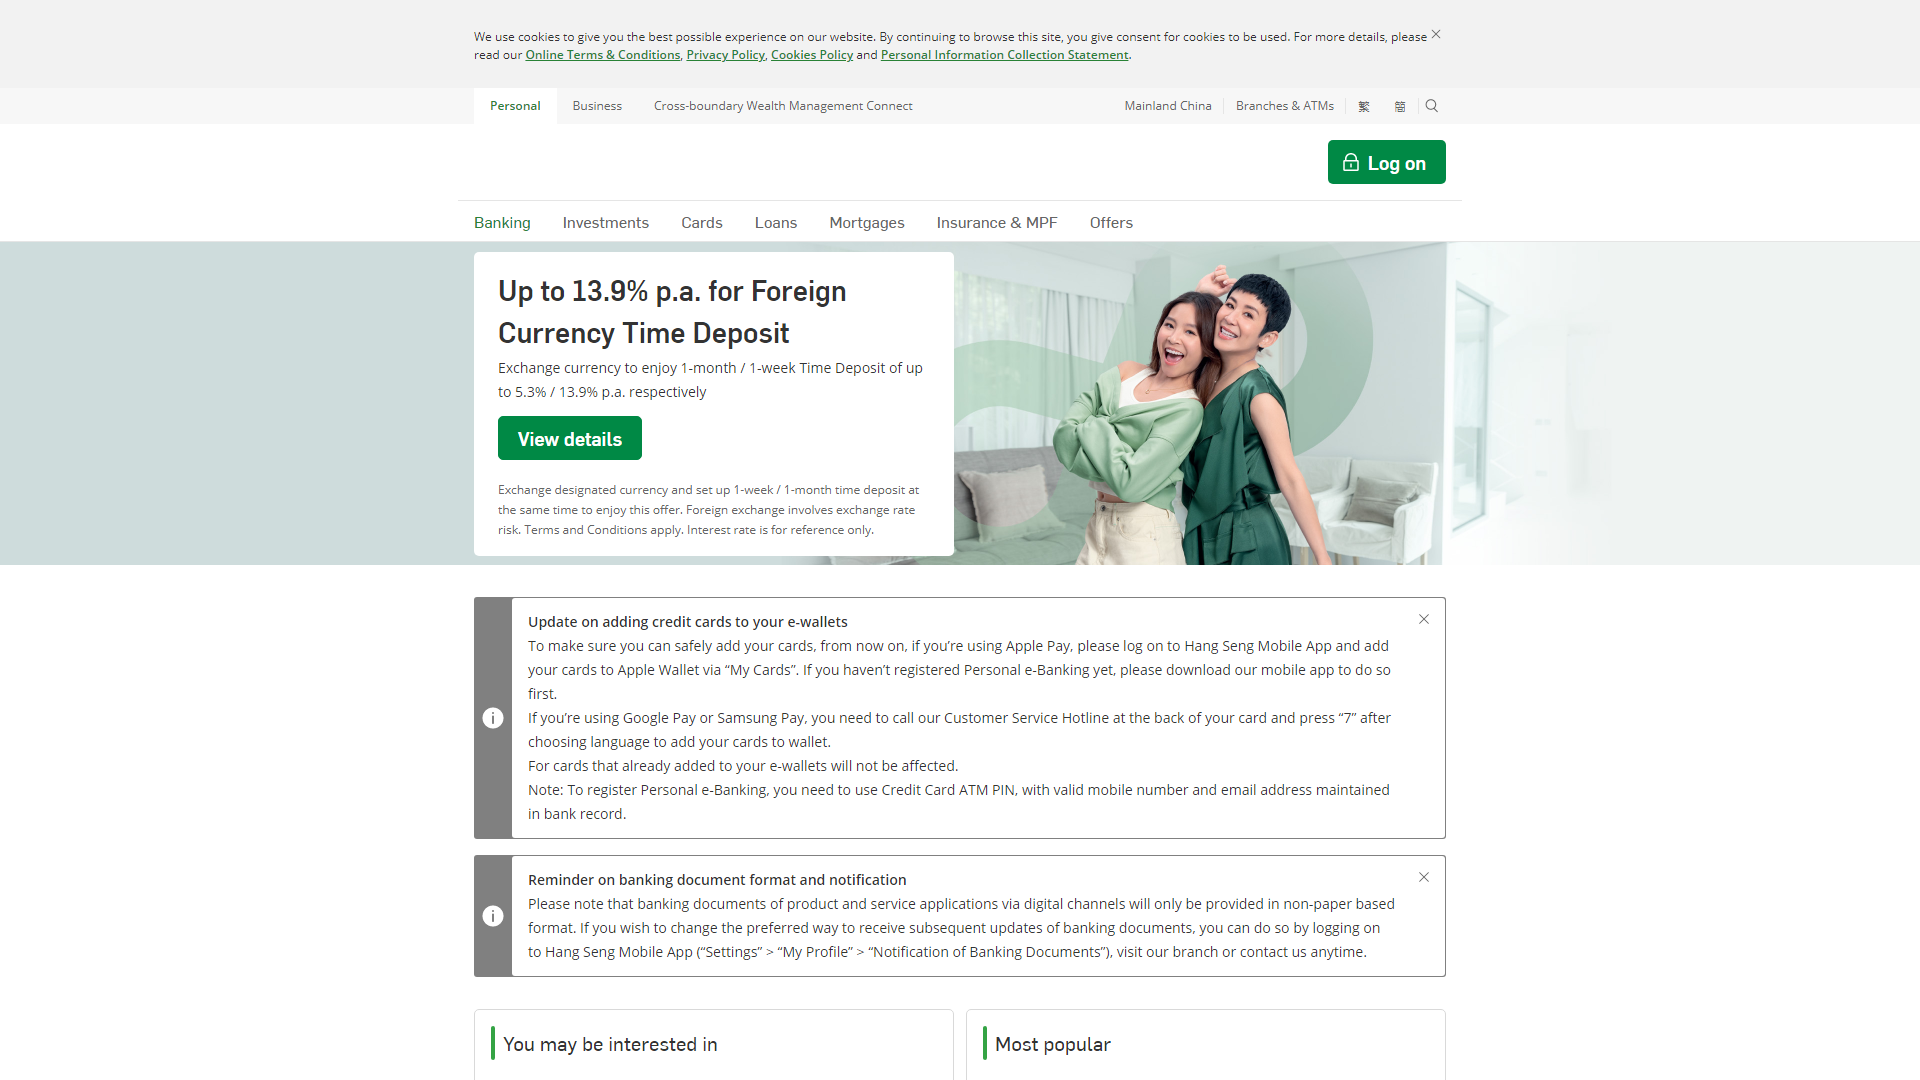 We use cookies to give you the best possible experience on our website. By continuing to browse this site, you give consent for cookies to be used. For more details, please
read our Online Terms & Conditions, Privacy Policy, Cookies Policy and Personal Information Collection Statement.
Personal Business Cross-boundary Wealth Management Connect Mainland China Branches & ATMs 繁 简
Log on
Banking Investments Cards Loans Mortgages Insurance & MPF Offers
Up to 13.9% p.a. for Foreign
Currency Time Deposit
Exchange currency to enjoy 1-month / 1-week Time Deposit of up
to 5.3% / 13.9% p.a. respectively
View details
Exchange designated currency and set up 1-week / 1-month time deposit at
the same time to enjoy this offer. Foreign exchange involves exchange rate
risk. Terms and Conditions apply. Interest rate is for reference only.
Update on adding credit cards to your e-wallets
To make sure you can safely add your cards, from now on, if you’re using Apple Pay, please log on to Hang Seng Mobile App and add
your cards to Apple Wallet via “My Cards”. If you haven’t registered Personal e-Banking yet, please download our mobile app to do so
first.
If you’re using Google Pay or Samsung Pay, you need to call our Customer Service Hotline at the back of your card and press “7” after
choosing language to add your cards to wallet.
For cards that already added to your e-wallets will not be affected.
Note: To register Personal e-Banking, you need to use Credit Card ATM PIN, with valid mobile number and email address maintained
in bank record.
Reminder on banking document format and notification
Please note that banking documents of product and service applications via digital channels will only be provided in non-paper based
format. If you wish to change the preferred way to receive subsequent updates of banking documents, you can do so by logging on
to Hang Seng Mobile App (“Settings” > “My Profile” > “Notification of Banking Documents”), visit our branch or contact us anytime.
You may be interested in
Most popular